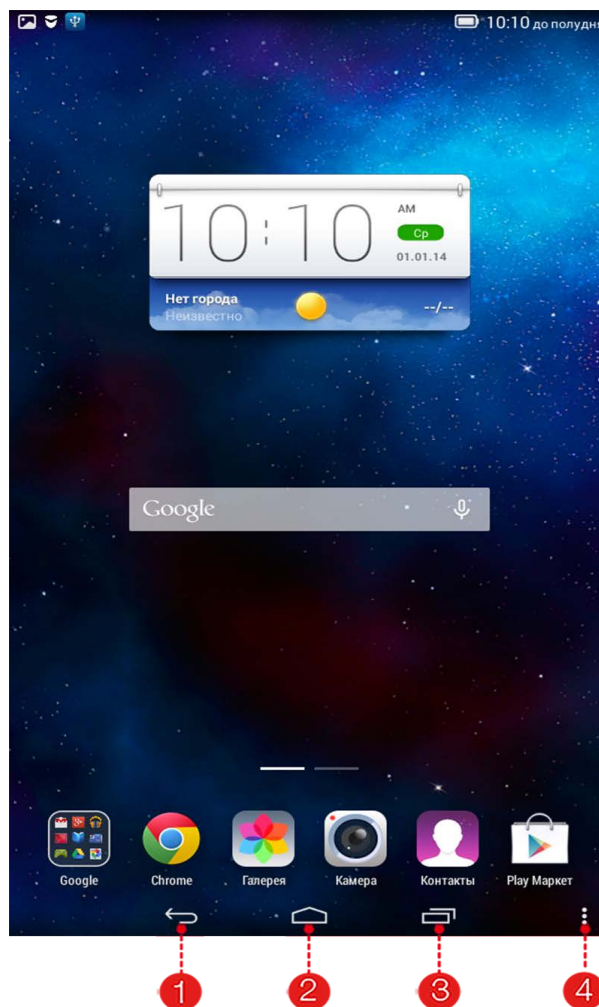 10:10 до полудня
10:10
AM
Ср
01.01.14
Нет города
Неизвестно
--/--
Google
Google
Chrome
Галерея
Камера
Контакты
Play Маркет
1
2
3
4